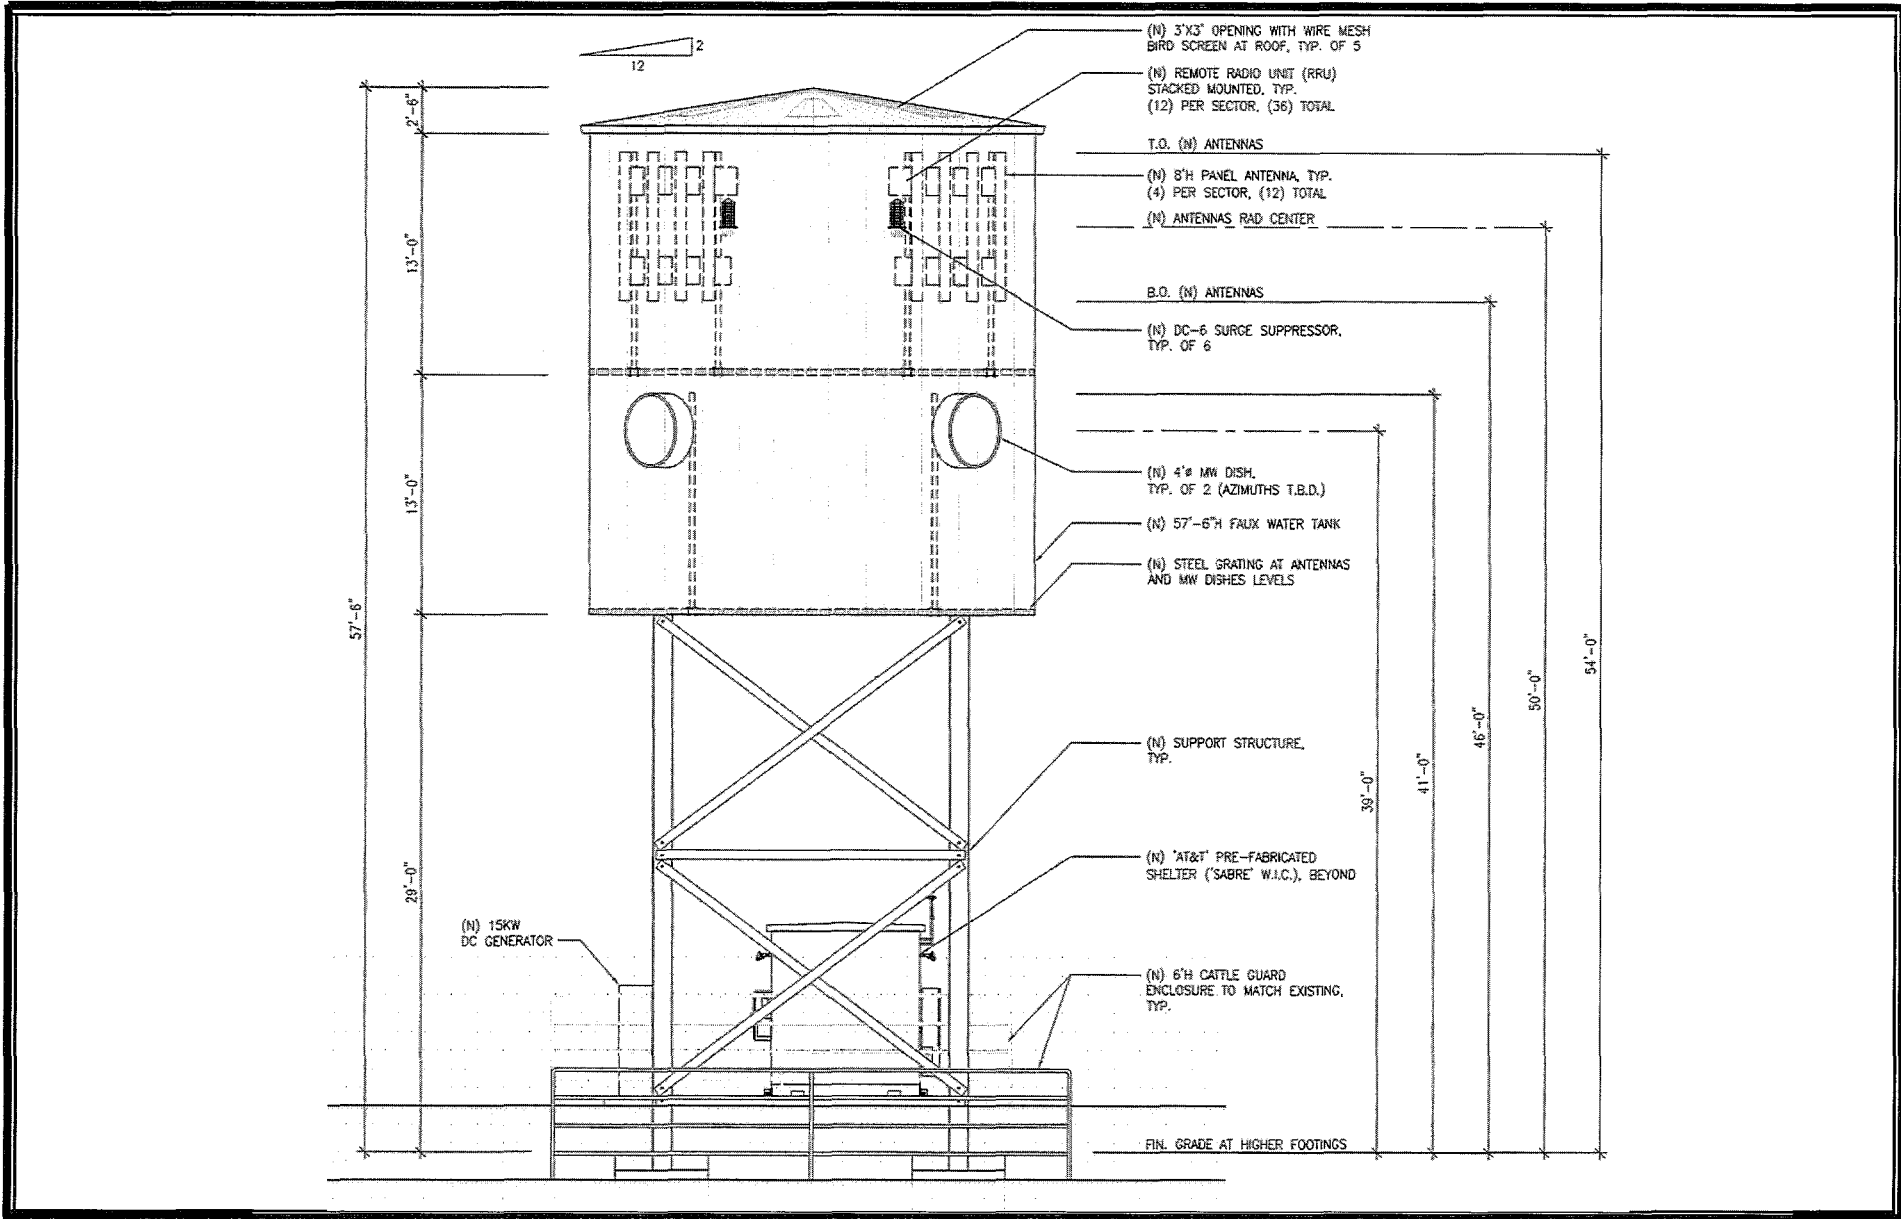 2
12
(N) 3'X3' OPENING WITH WIRE MESH
BIRD SCREEN AT ROOF, TYP. OF 5
(N) REMOTE RADIO UNIT (RRU)
STACKED MOUNTED, TYP.
(12) PER SECTOR, (36) TOTAL
T.O. (N) ANTENNAS
(N) 8'H PANEL ANTENNA, TYP.
(4) PER SECTOR, (12) TOTAL
(N) ANTENNAS RAD CENTER
B.O. (N) ANTENNAS
(N) DC-6 SURGE SUPPRESSOR,
TYP. OF 6
(N) 4'ø MW DISH,
TYP. OF 2 (AZIMUTHS T.B.D.)
(N) 57'-6"H FAUX WATER TANK
(N) STEEL GRATING AT ANTENNAS
AND MW DISHES LEVELS
(N) SUPPORT STRUCTURE,
TYP.
(N) 'AT&T' PRE-FABRICATED
SHELTER ('SABRE' W.I.C.), BEYOND
(N) 6'H CATTLE GUARD
ENCLOSURE TO MATCH EXISTING,
TYP.
FIN. GRADE AT HIGHER FOOTINGS
(N) 15KW
DC GENERATOR
2'-6"
13'-0"
13'-0"
29'-0"
57'-6"
39'-0"
41'-0"
46'-0"
50'-0"
54'-0"